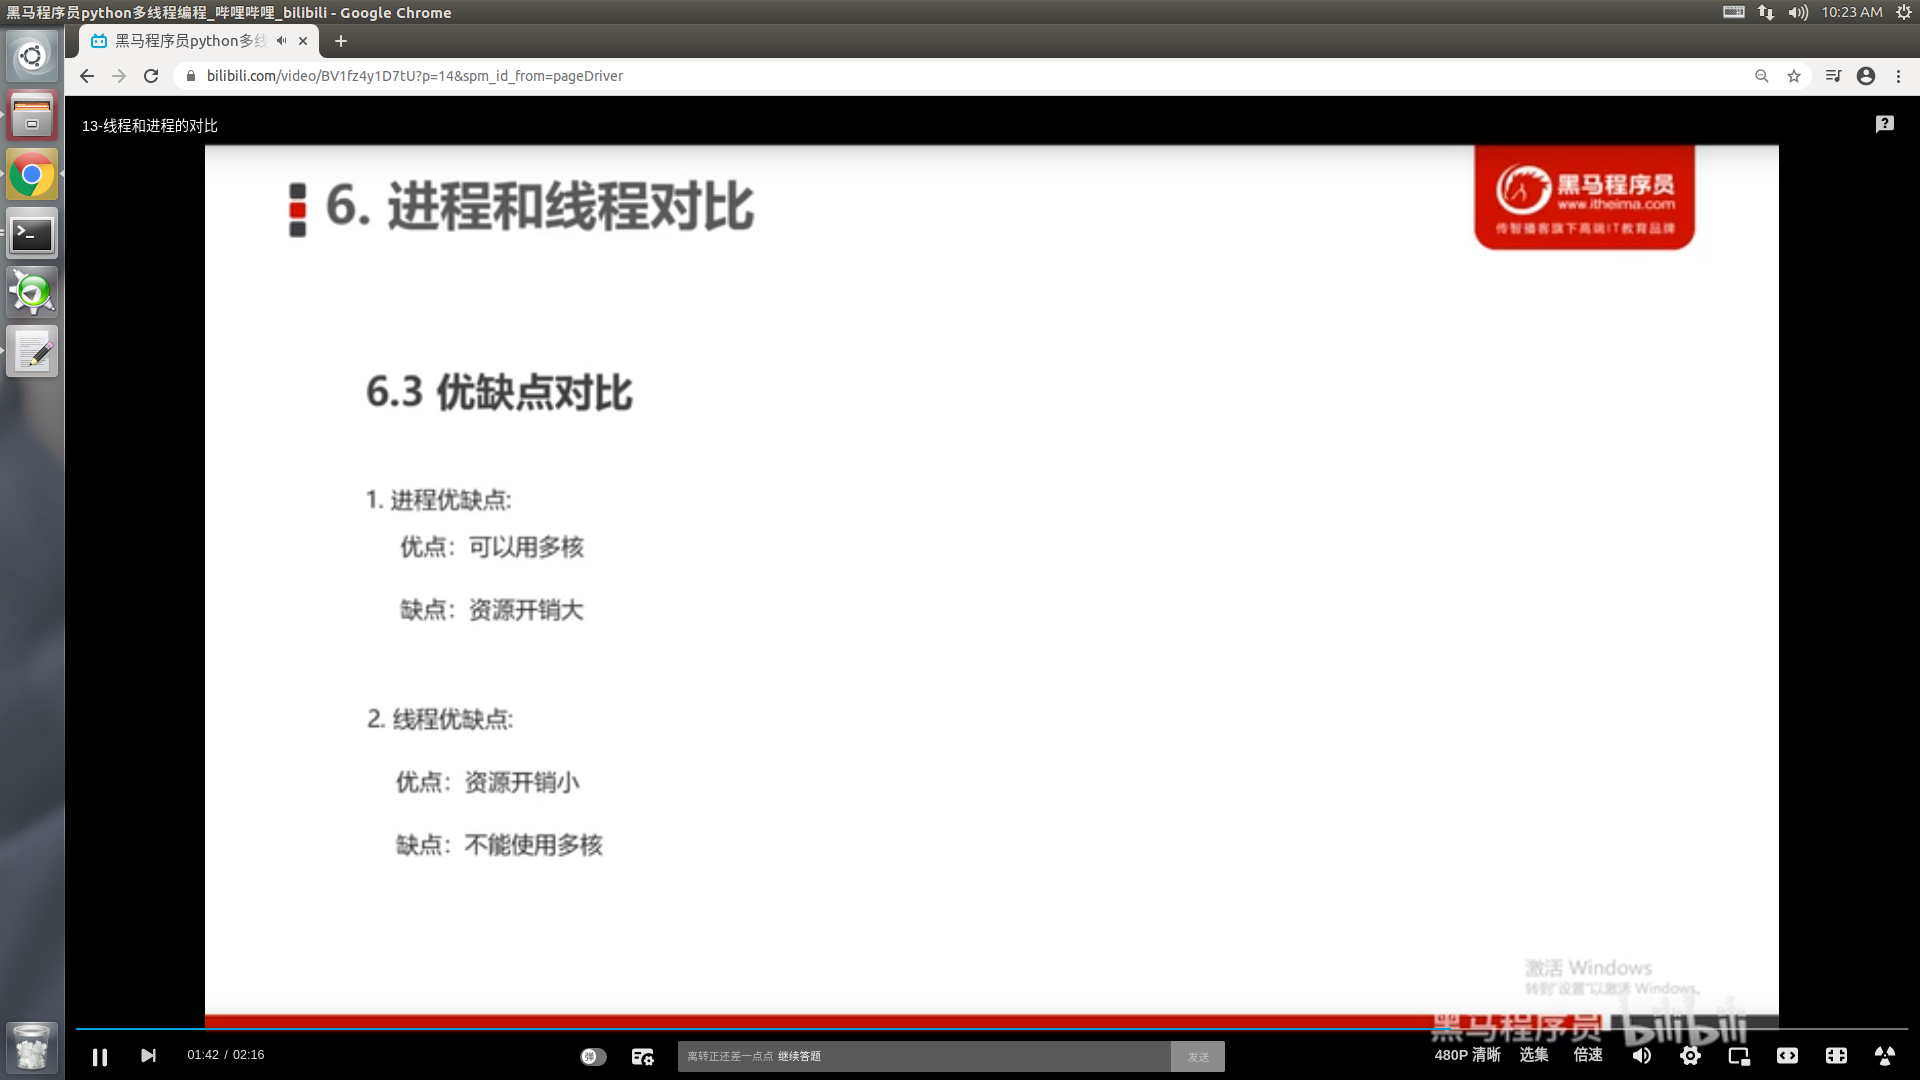 黑马程序员python多线程编程_哔哩哔哩_bilibili - Google Chrome
10:23 AM
黑马程序员python多线
bilibili.com/video/BV1fz4y1D7tU?p=14&spm_id_from=pageDriver
13-线程和进程的对比
6. 进程和线程对比
黑马程序员
www.itheima.com
传智播客旗下高端IT教育品牌
6.3 优缺点对比
1. 进程优缺点:
优点：可以用多核
缺点：资源开销大
2. 线程优缺点:
优点：资源开销小
缺点：不能使用多核
激活 Windows
转到"设置"以激活 Windows。
黑马程序员 bilibili
01:42 / 02:16
弹
离转正还差一点点 继续答题
发送
480P 清晰
选集
倍速